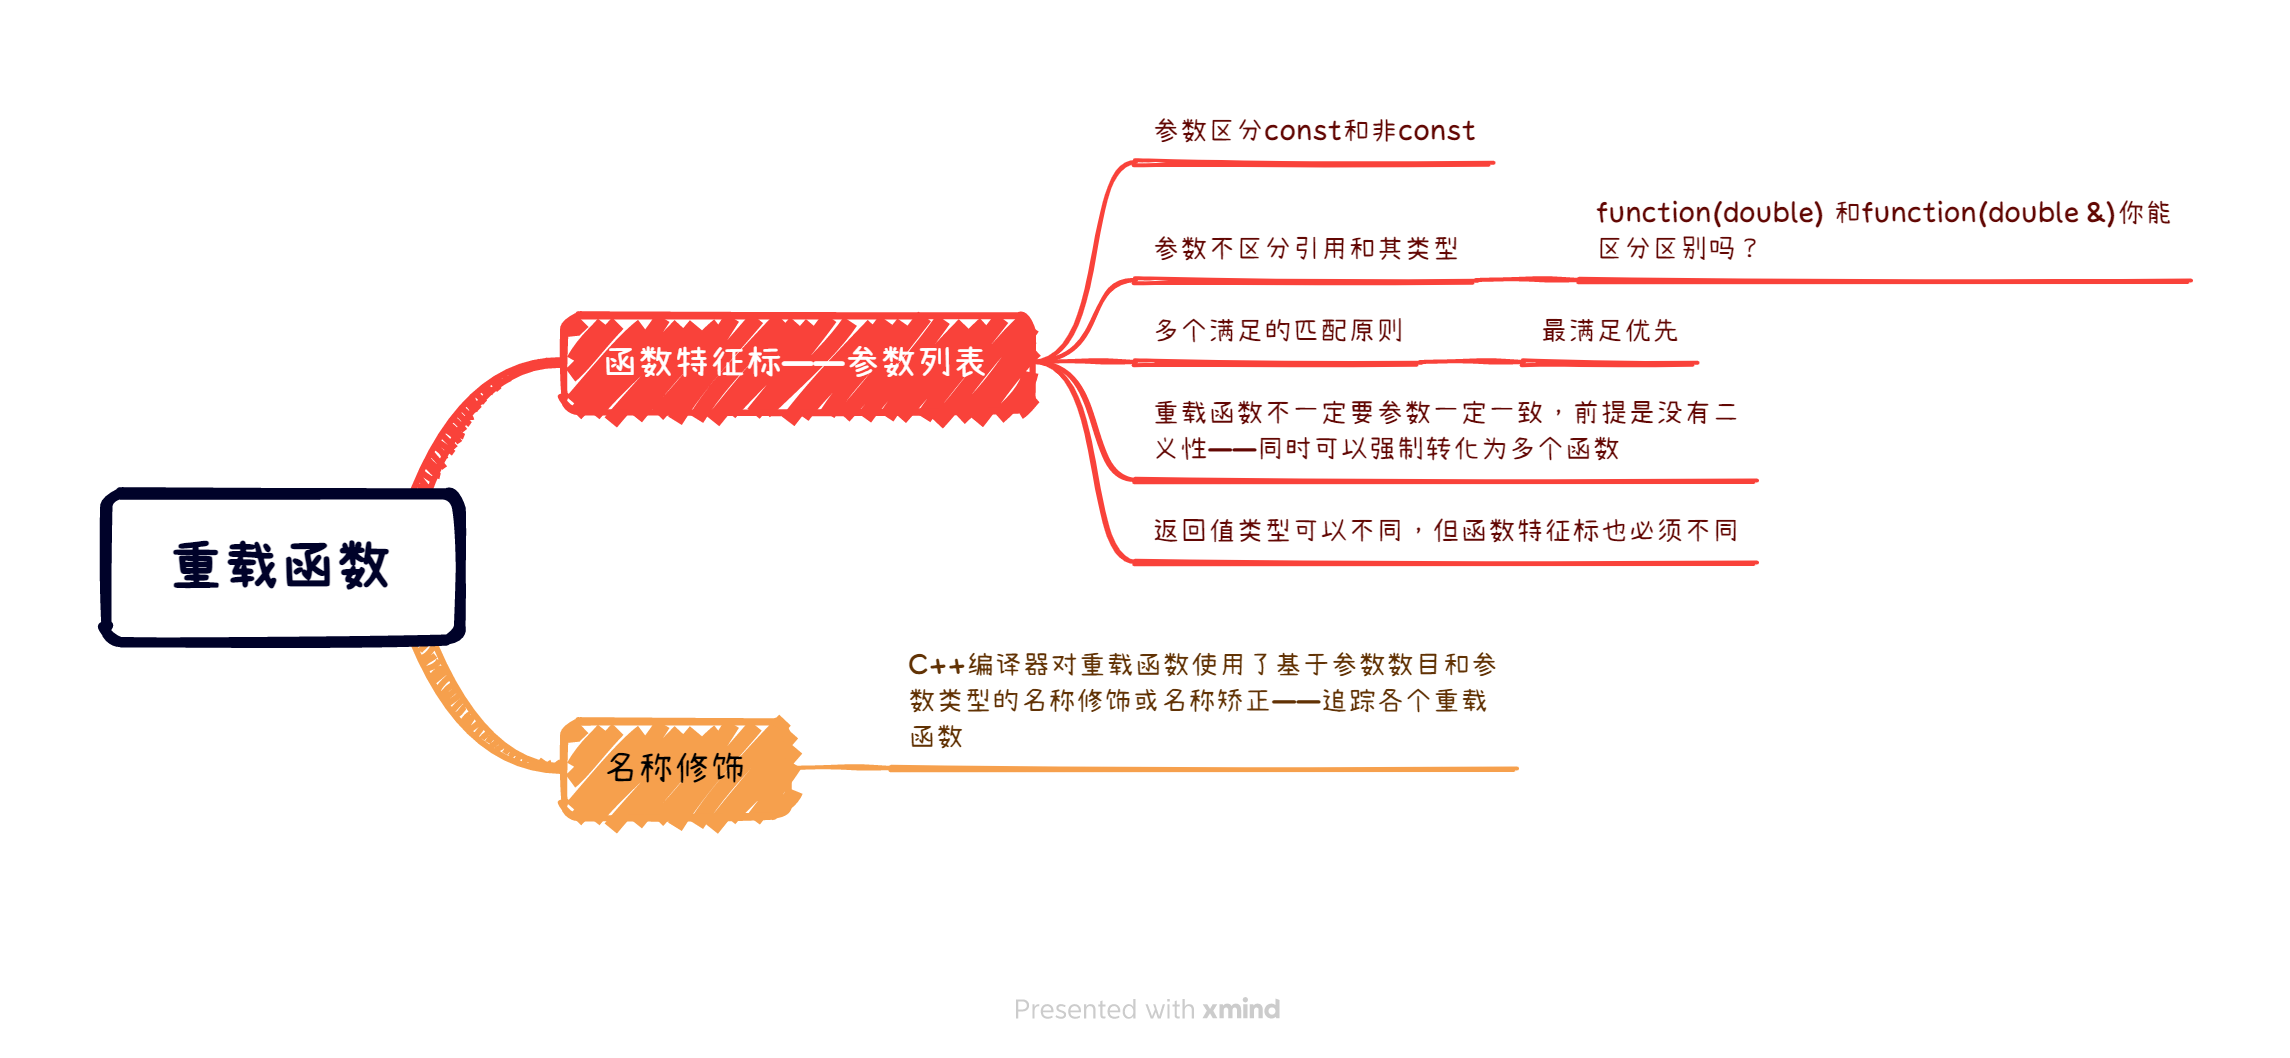 重载函数
函数特征标——参数列表
参数区分const和非const
参数不区分引用和其类型
function(double) 和function(double &)你能
区分区别吗？
多个满足的匹配原则
最满足优先
重载函数不一定要参数一定一致，前提是没有二
义性——同时可以强制转化为多个函数
返回值类型可以不同，但函数特征标也必须不同
名称修饰
C++编译器对重载函数使用了基于参数数目和参
数类型的名称修饰或名称矫正——追踪各个重载
函数
Presented with xmind